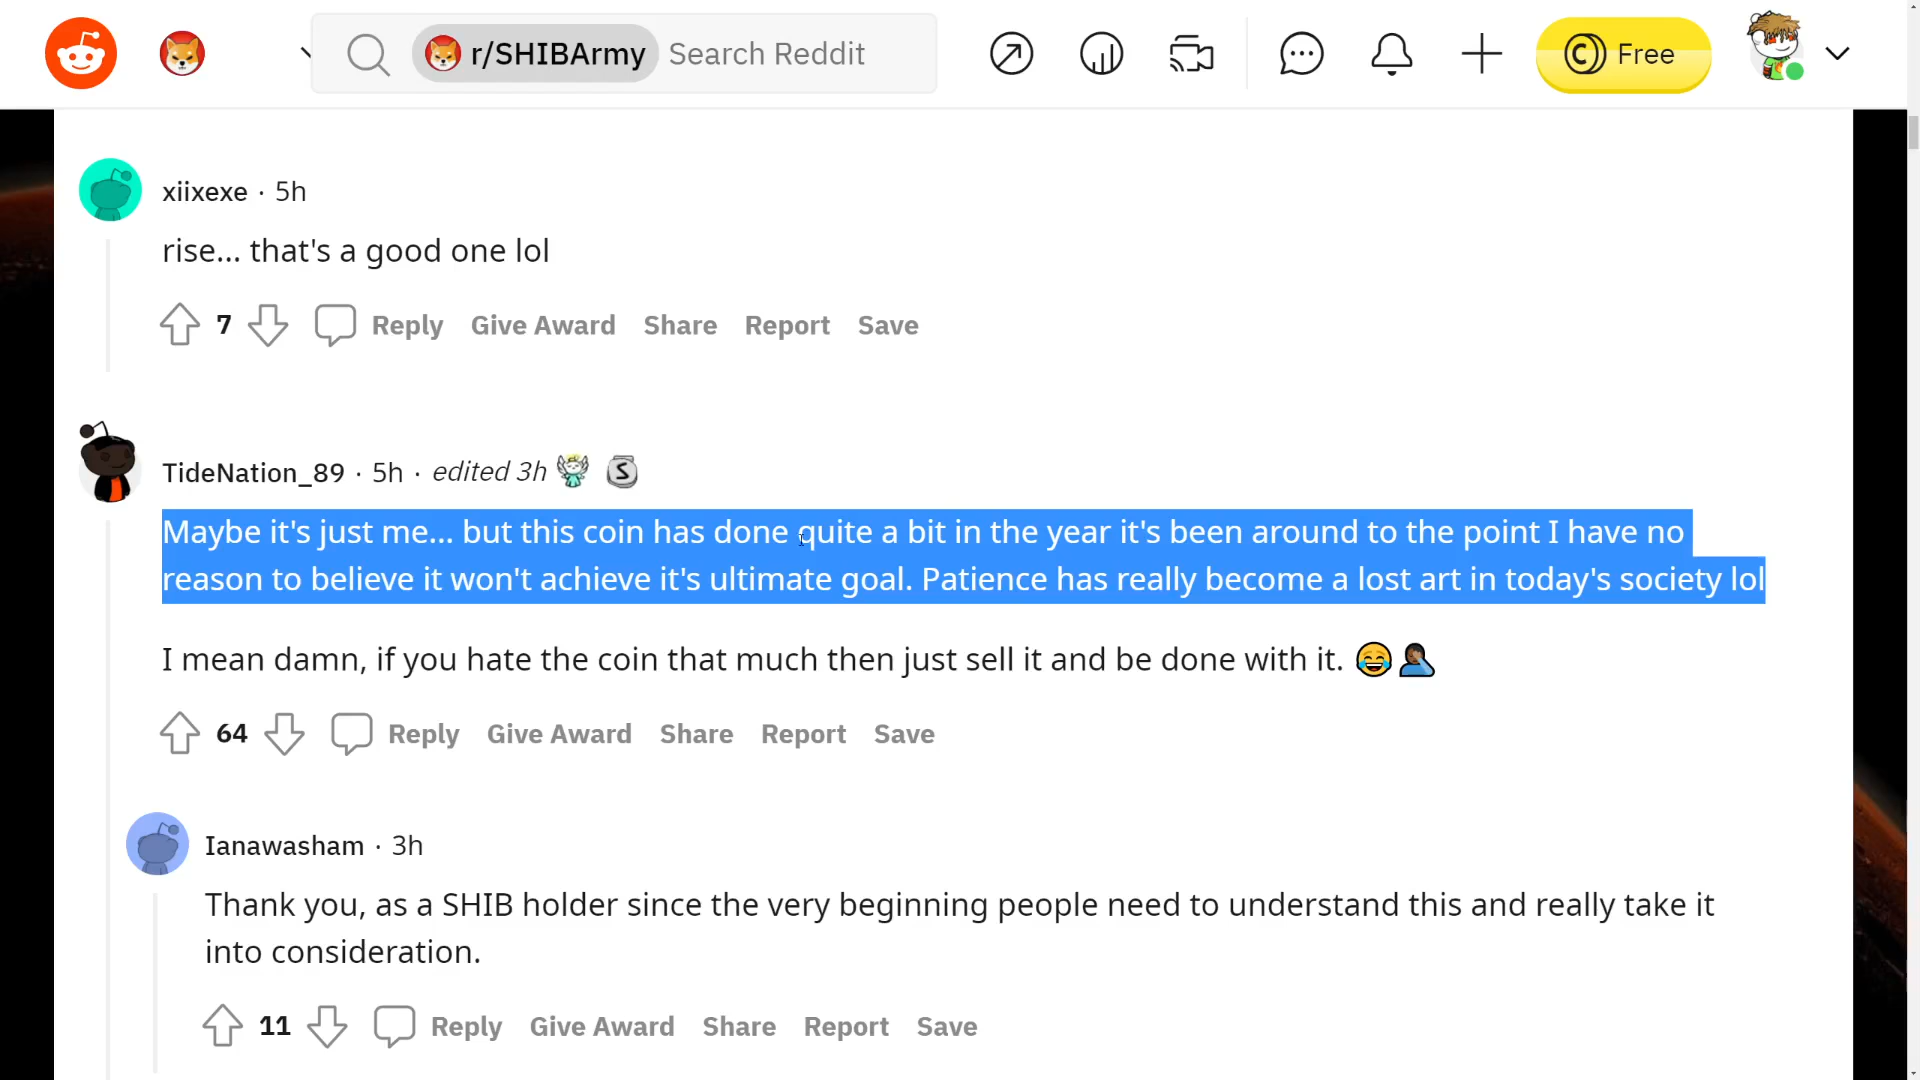 r/SHIBArmy Search Reddit Free
xiixexe · 5h
rise... that's a good one lol
7 Reply Give Award Share Report Save
TideNation_89 · 5h · edited 3h S
Maybe it's just me... but this coin has done quite a bit in the year it's been around to the point I have no
reason to believe it won't achieve it's ultimate goal. Patience has really become a lost art in today's society lol
I mean damn, if you hate the coin that much then just sell it and be done with it. 😂🤦🏿‍♂️
64 Reply Give Award Share Report Save
Ianawasham · 3h
Thank you, as a SHIB holder since the very beginning people need to understand this and really take it
into consideration.
11 Reply Give Award Share Report Save